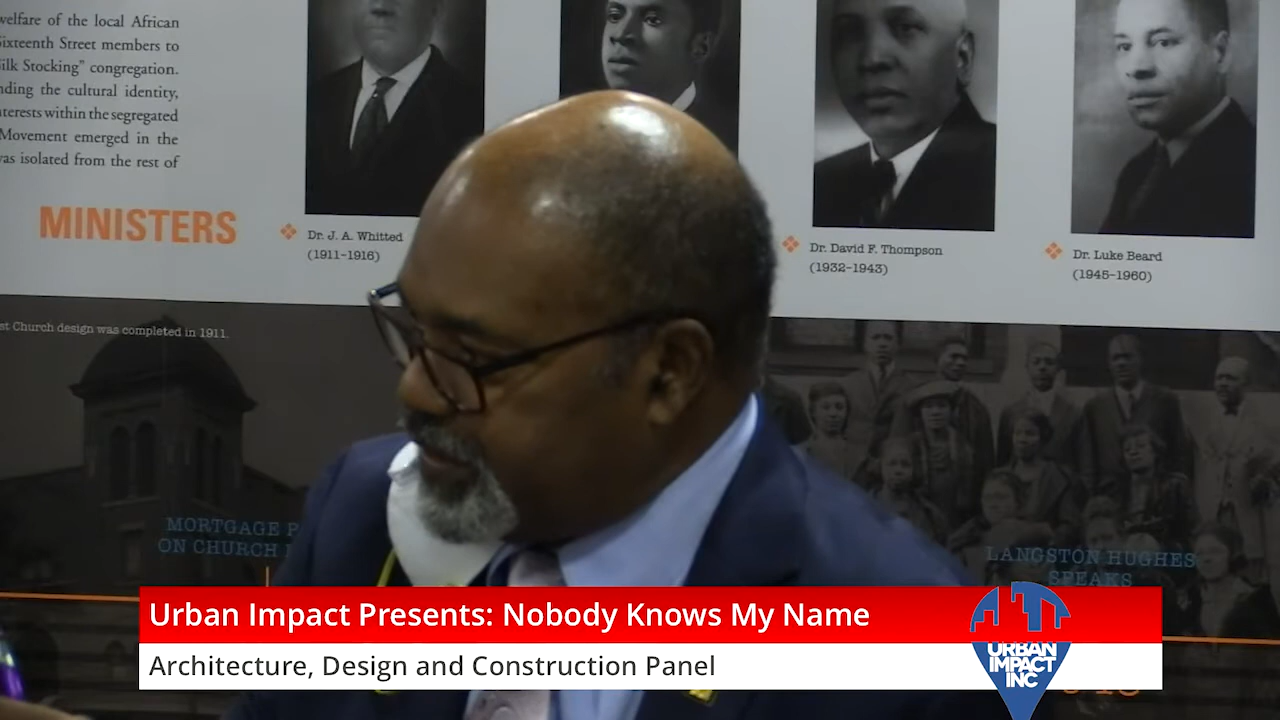 welfare of the local African
Sixteenth Street members to
Silk Stocking” congregation.
the cultural identity,
within the segregated
Movement emerged in the
was isolated from the rest of
MINISTERS
Dr. J. A. Whitted
(1911-1916)
Dr. David F. Thompson
(1932-1943)
Dr. Luke Beard
(1945-1960)
Church design was completed in 1911.
MORTGAGE
ON CHURCH
LANGSTON HUGHES
SPEAKS
Urban Impact Presents: Nobody Knows My Name
Architecture, Design and Construction Panel
URBAN
IMPACT
INC